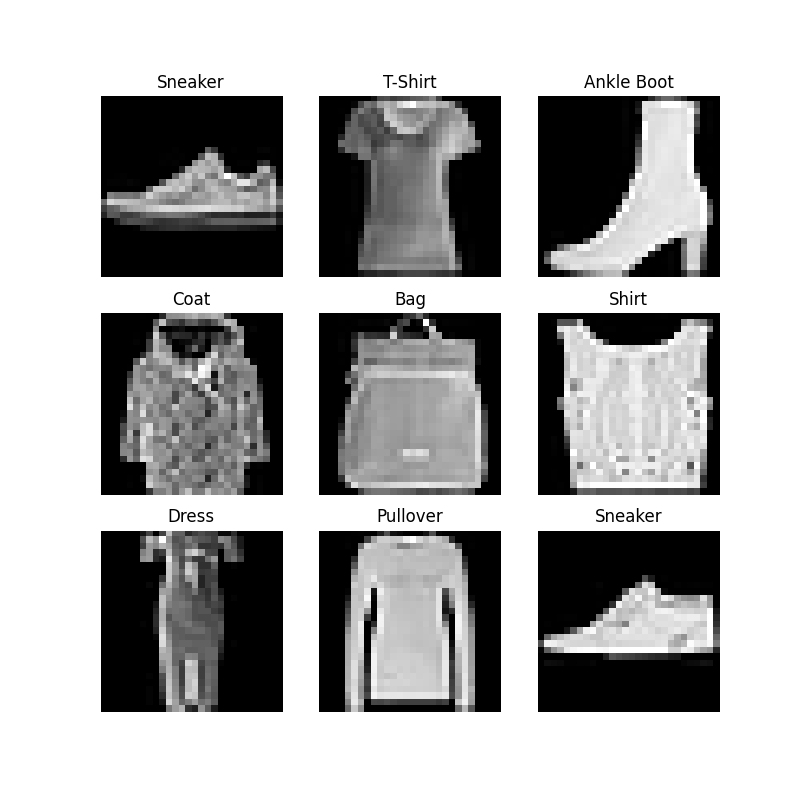 Sneaker
T-Shirt
Ankle Boot
Coat
Bag
Shirt
Dress
Pullover
Sneaker